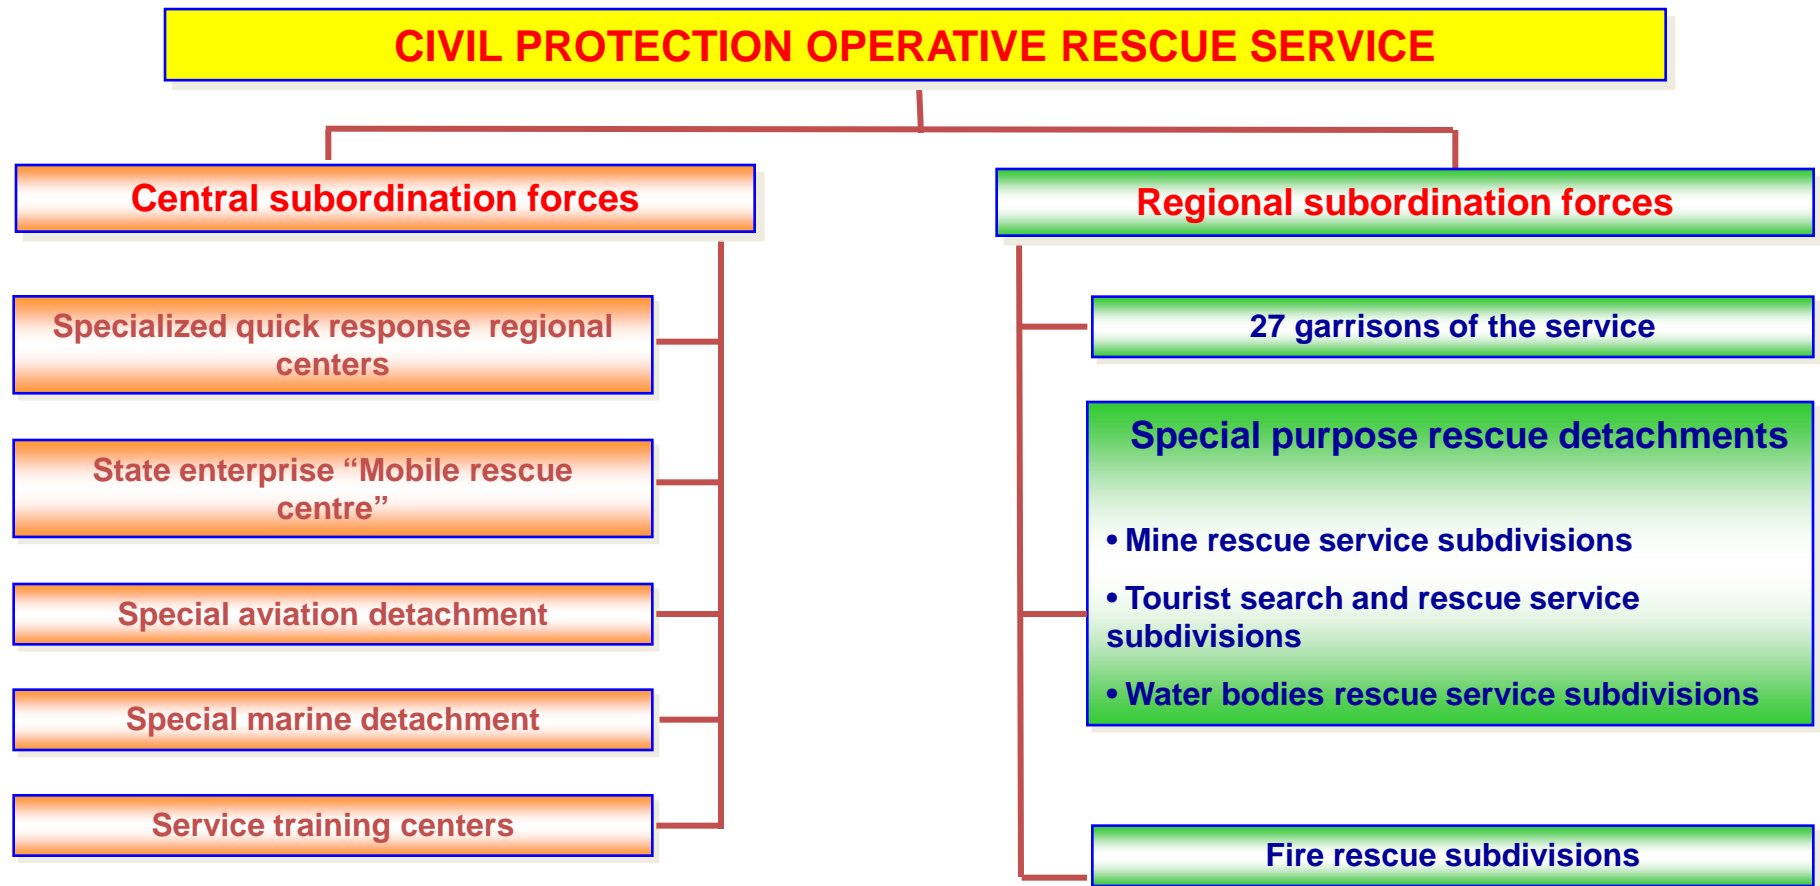 CIVIL PROTECTION OPERATIVE RESCUE SERVICE
Central subordination forces
Specialized quick response regional
centers
State enterprise “Mobile rescue
centre”
Special aviation detachment
Special marine detachment
Service training centers
Regional subordination forces
27 garrisons of the service
Special purpose rescue detachments
• Mine rescue service subdivisions
• Tourist search and rescue service
subdivisions
• Water bodies rescue service subdivisions
Fire rescue subdivisions